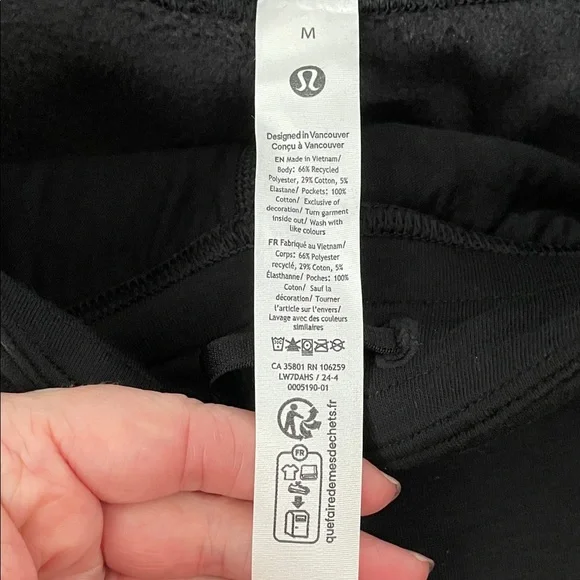 M
Designed in Vancouver
Conçu à Vancouver
EN Made in Vietnam/
Body: 66% Recycled
Polyester, 29% Cotton, 5%
Elastane/ Pockets: 100%
Cotton/ Exclusive of
decoration/ Turn garment
inside out/ Wash with
like colours
FR Fabriqué au Vietnam/
Corps: 66% Polyester
recyclé, 29% Coton, 5%
Élasthanne/ Poches: 100%
Coton/ Sauf la
décoration/ Tourner
l'article sur l'envers/
Lavage avec des couleurs
similaires
CA 35801 RN 106259
LW7DAHS / 24-4
0005190-01
FR
quefairedemesdechets.fr